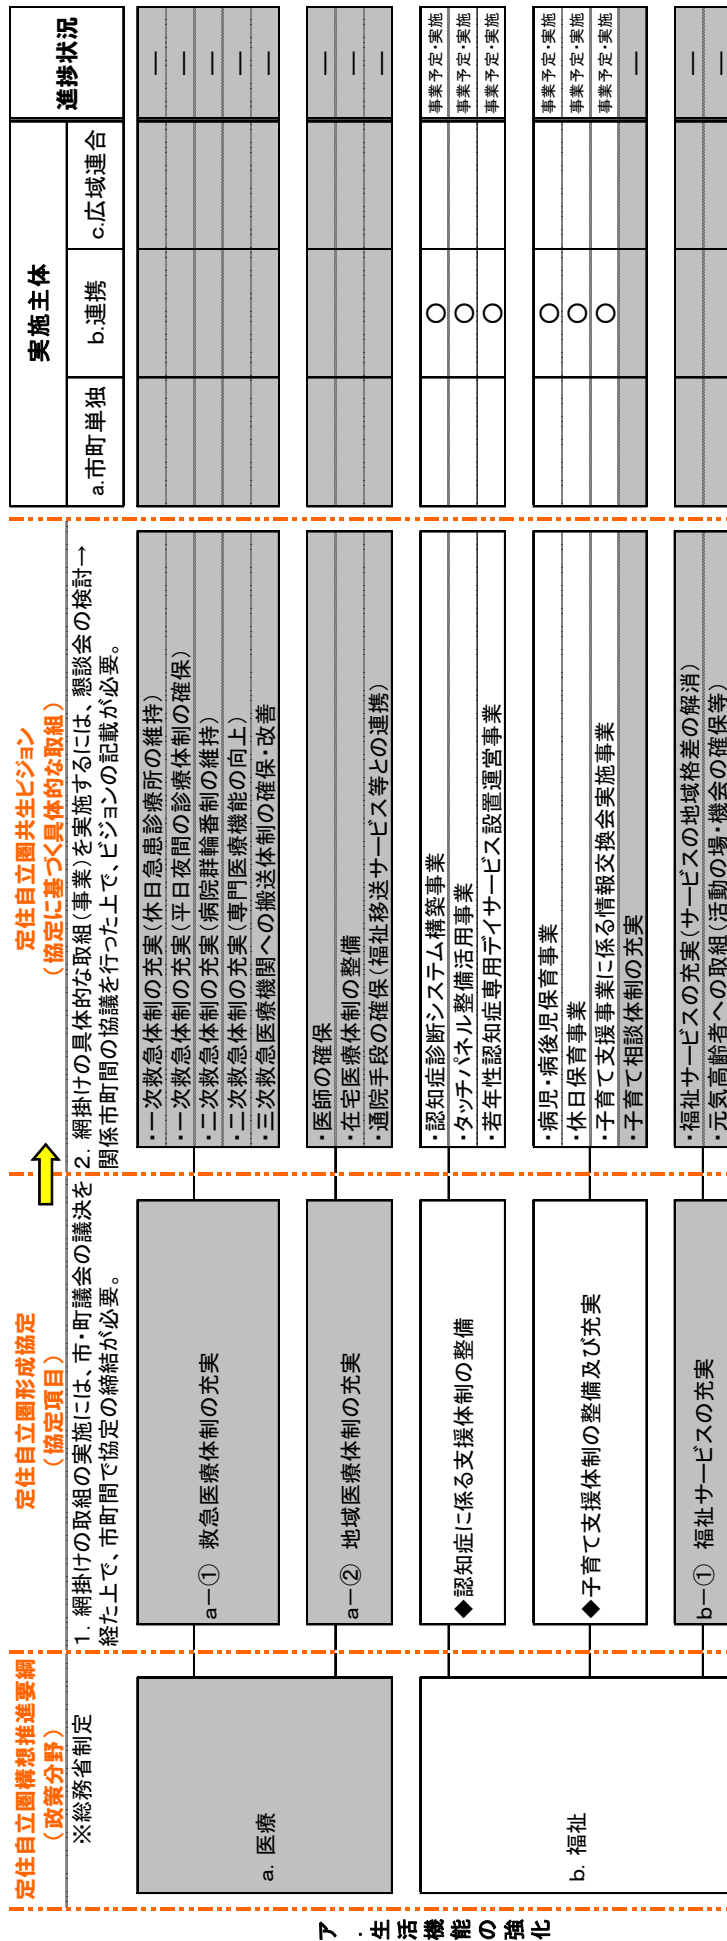 定住自立圏構想推進要綱
（政策分野）
※総務省制定
定住自立圏形成協定
（協定項目）
1. 網掛けの取組の実施には、市・町議会の議決を
経た上で、市町間で協定の締結が必要。
定住自立圏共生ビジョン
（協定に基づく具体的な取組）
2. 網掛けの具体的な取組（事業）を実施するには、懇談会の検討→
関係市町間の協議を行った上で、ビジョンの記載が必要。
実施主体
a.市町単独
b.連携
c.広域連合
進捗状況
ア．生活機能の強化
a. 医療
a－① 救急医療体制の充実
・一次救急体制の充実（休日急患診療所の維持） ―
・一次救急体制の充実（平日夜間の診療体制の確保） ―
・二次救急体制の充実（病院群輪番制の維持） ―
・二次救急体制の充実（専門医療機能の向上） ―
・三次救急医療機関への搬送体制の確保・改善 ―
a－② 地域医療体制の充実
・医師の確保 ―
・在宅医療体制の整備 ―
・通院手段の確保（福祉移送サービス等との連携） ―
b. 福祉
◆認知症に係る支援体制の整備
・認知症診断システム構築事業 ○ 事業予定・実施
・タッチパネル整備活用事業 ○ 事業予定・実施
・若年性認知症専用デイサービス設置運営事業 ○ 事業予定・実施
◆子育て支援体制の整備及び充実
・病児・病後児保育事業 ○ 事業予定・実施
・休日保育事業 ○ 事業予定・実施
・子育て支援事業に係る情報交換会実施事業 ○ 事業予定・実施
・子育て相談体制の充実 ―
b－① 福祉サービスの充実
・福祉サービスの充実（サービスの地域格差の解消） ―
・元気高齢者への取組（活動の場・機会の確保等） ―